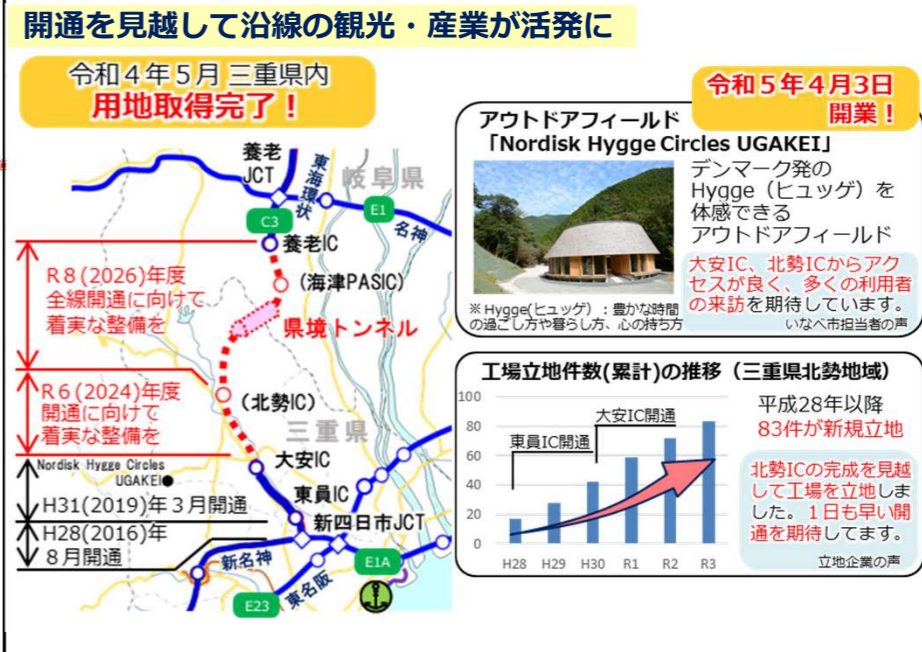 開通を見越して沿線の観光・産業が活発に
令和４年５月 三重県内
用地取得完了！
養老
JCT
東海環状
岐阜県
C3
E1
名神
養老IC
（海津PASIC）
R８(2026)年度
全線開通に向けて
着実な整備を
県境トンネル
R６(2024)年度
開通に向けて
着実な整備を
（北勢IC）
三重県
大安IC
Nordisk Hygge Circles
UGAKEI
東員IC
H31(2019)年３月開通
新四日市JCT
H28(2016)年
８月開通
新名神
東名阪
E1A
E23
令和５年４月３日
開業！
アウトドアフィールド
「Nordisk Hygge Circles UGAKEI」
デンマーク発の
Hygge（ヒュッゲ）を
体感できる
アウトドアフィールド
大安IC、北勢ICからアク
セスが良く、多くの利用者
の来訪を期待しています。
いなべ市担当者の声
※Hygge(ヒュッゲ）：豊かな時間
の過ごし方や暮らし方、心の持ち方
工場立地件数(累計)の推移（三重県北勢地域）
100
80
60
40
20
0
東員IC開通
大安IC開通
H28 H29 H30 R1 R2 R3
平成28年以降
83件が新規立地
北勢ICの完成を見越
して工場を立地しま
した。１日も早い開
通を期待してます。
立地企業の声